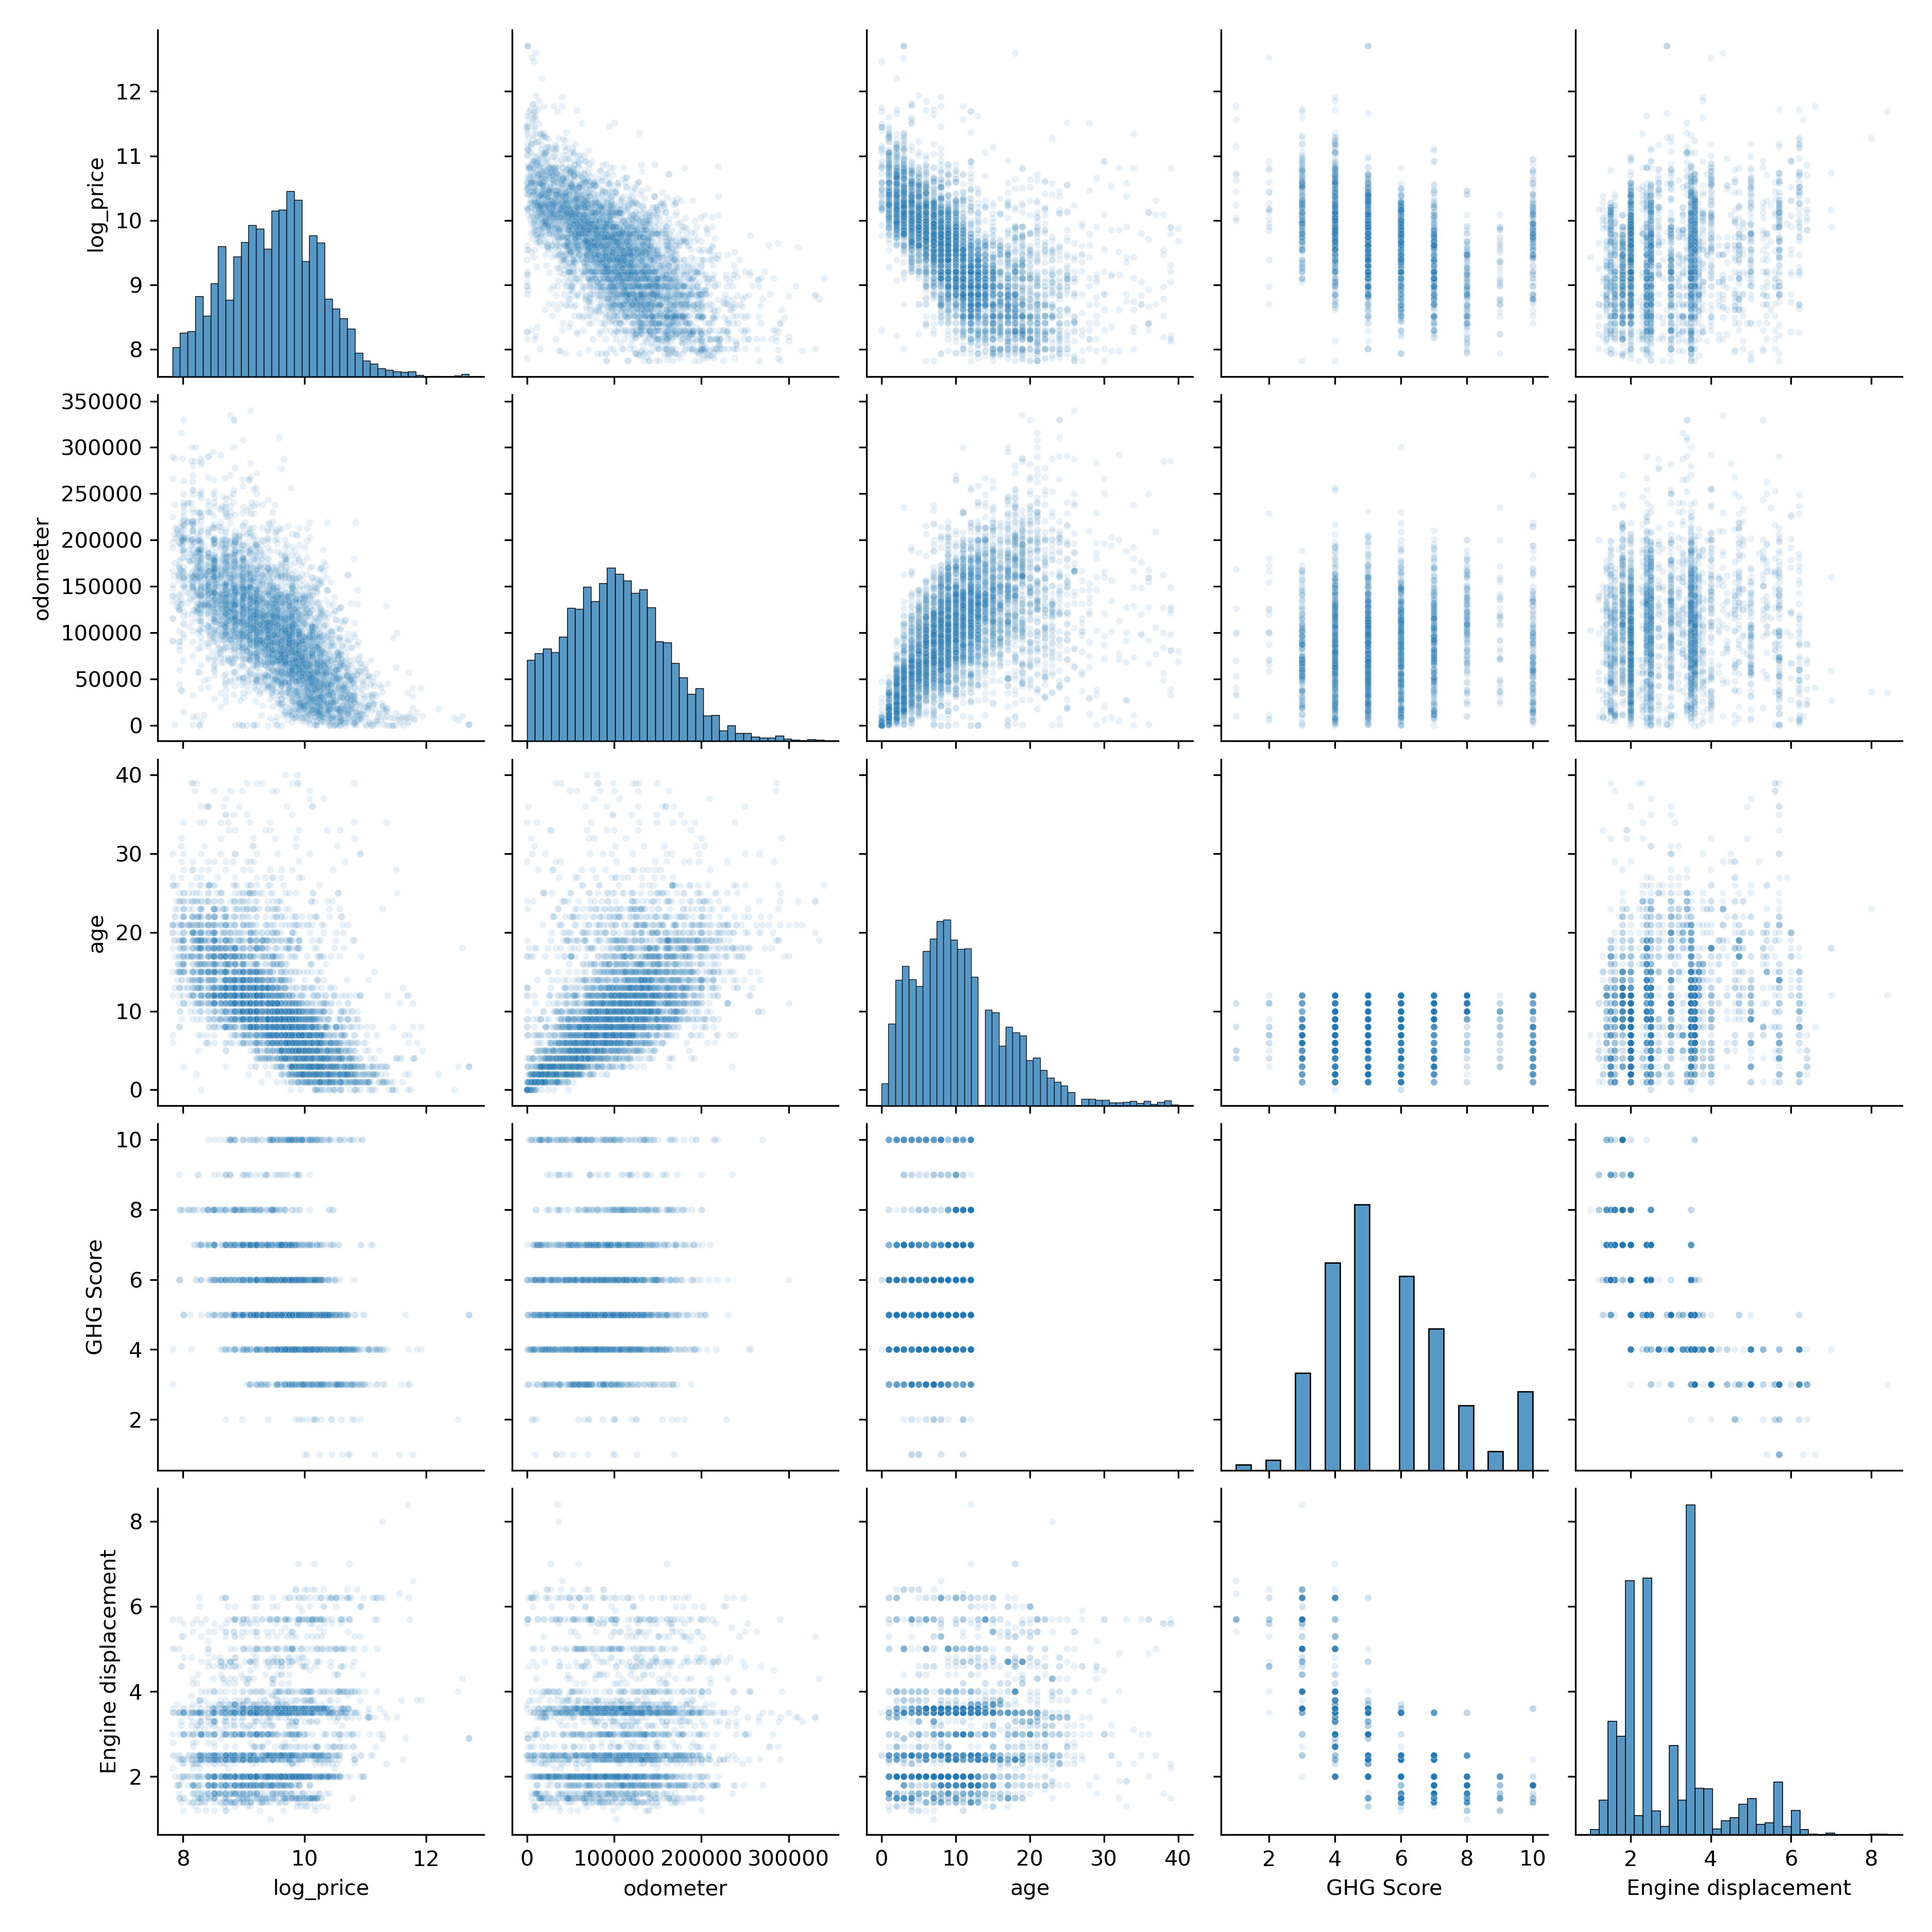 12
11
10
9
8
log_price
350000
300000
250000
200000
150000
100000
50000
0
odometer
40
30
20
10
0
age
10
8
6
4
2
GHG Score
8
6
4
2
Engine displacement
8 10 12
0 100000 200000 300000
0 10 20 30 40
2 4 6 8 10
2 4 6 8
log_price
odometer
age
GHG Score
Engine displacement